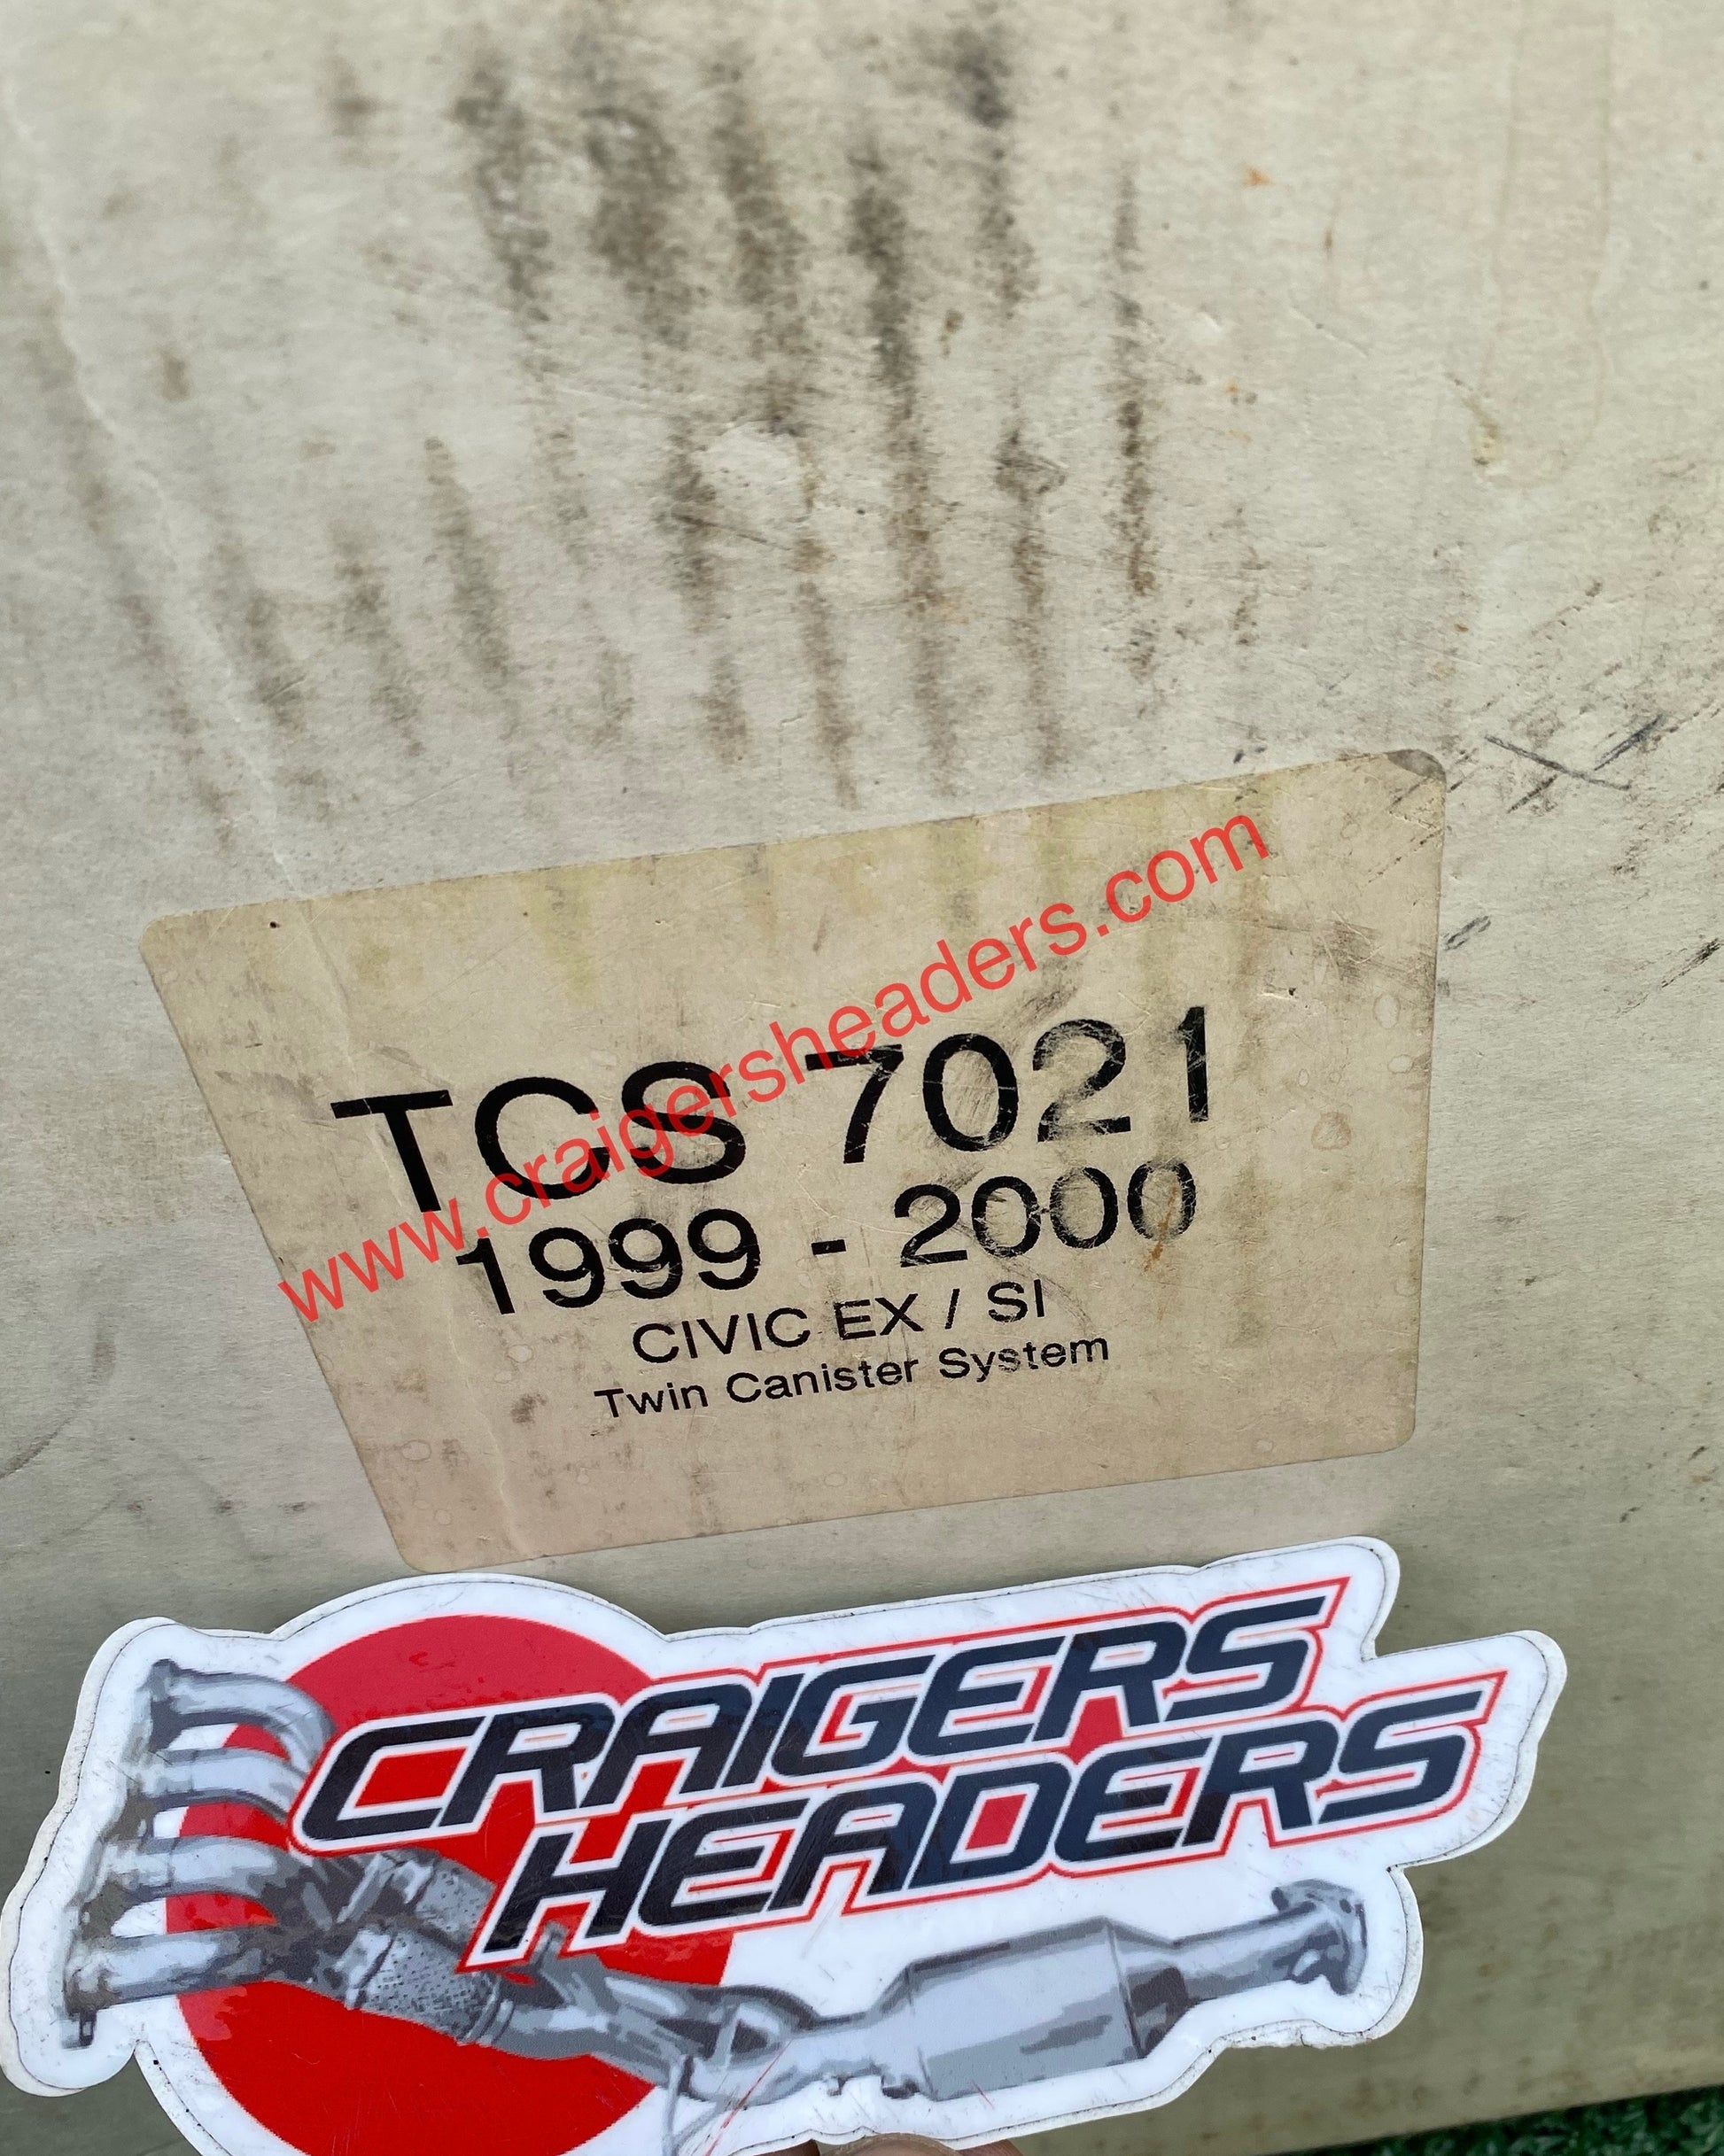 www.craigersheaders.com
TCS 7021
1999 - 2000
CIVIC EX / SI
Twin Canister System
CRAIGERS
HEADERS